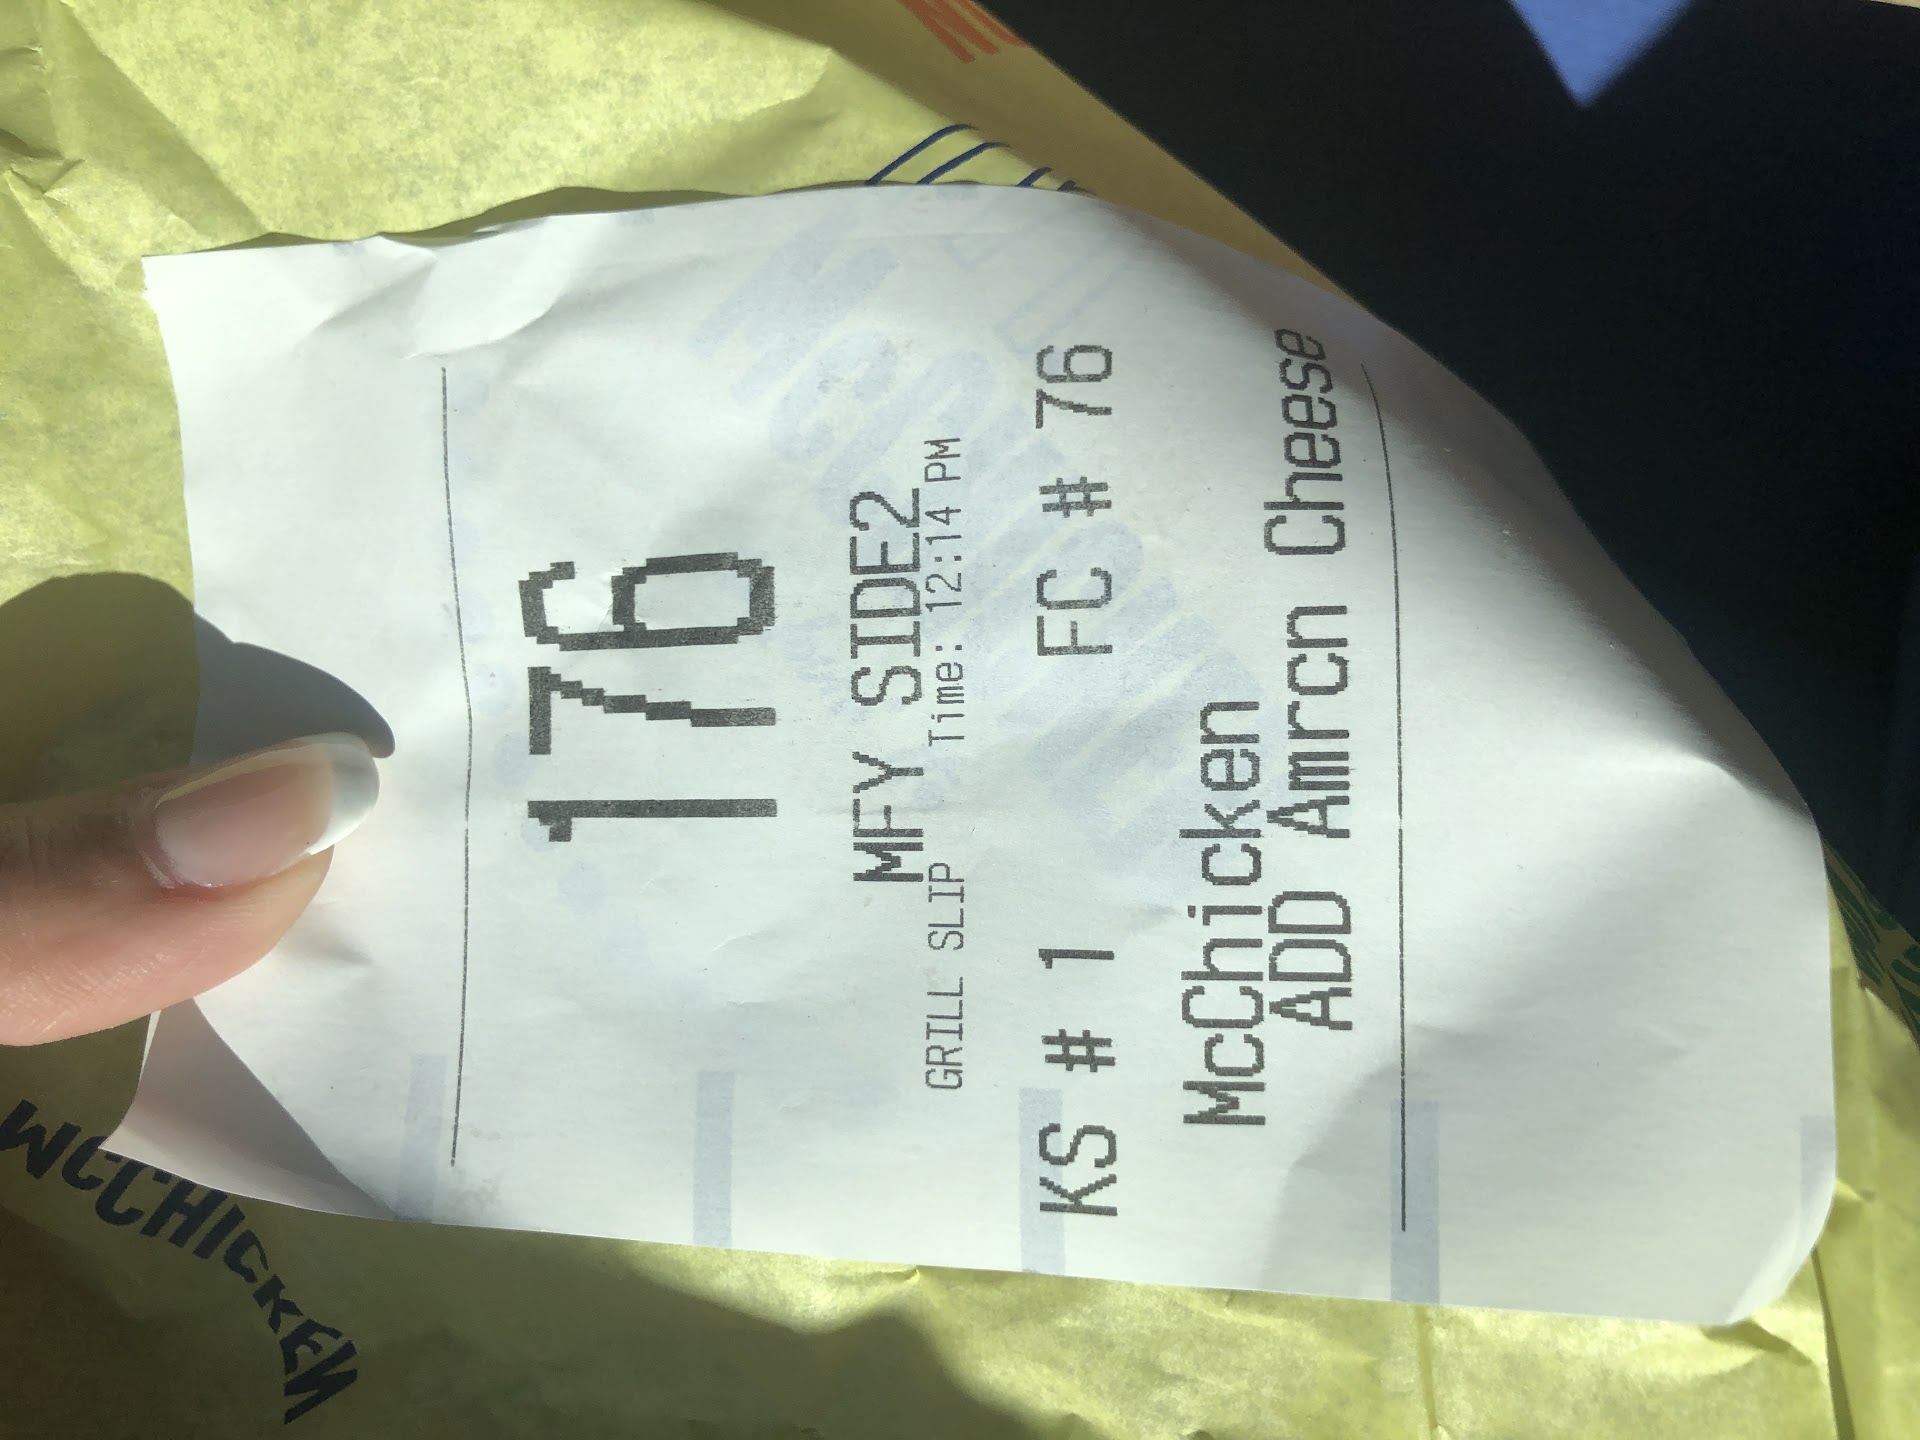 176
MFY SIDE2
GRILL SLIP Time: 12:14 PM
KS # 1 FC # 76
McChicken
ADD Amrcn Cheese
McCHIcKEN